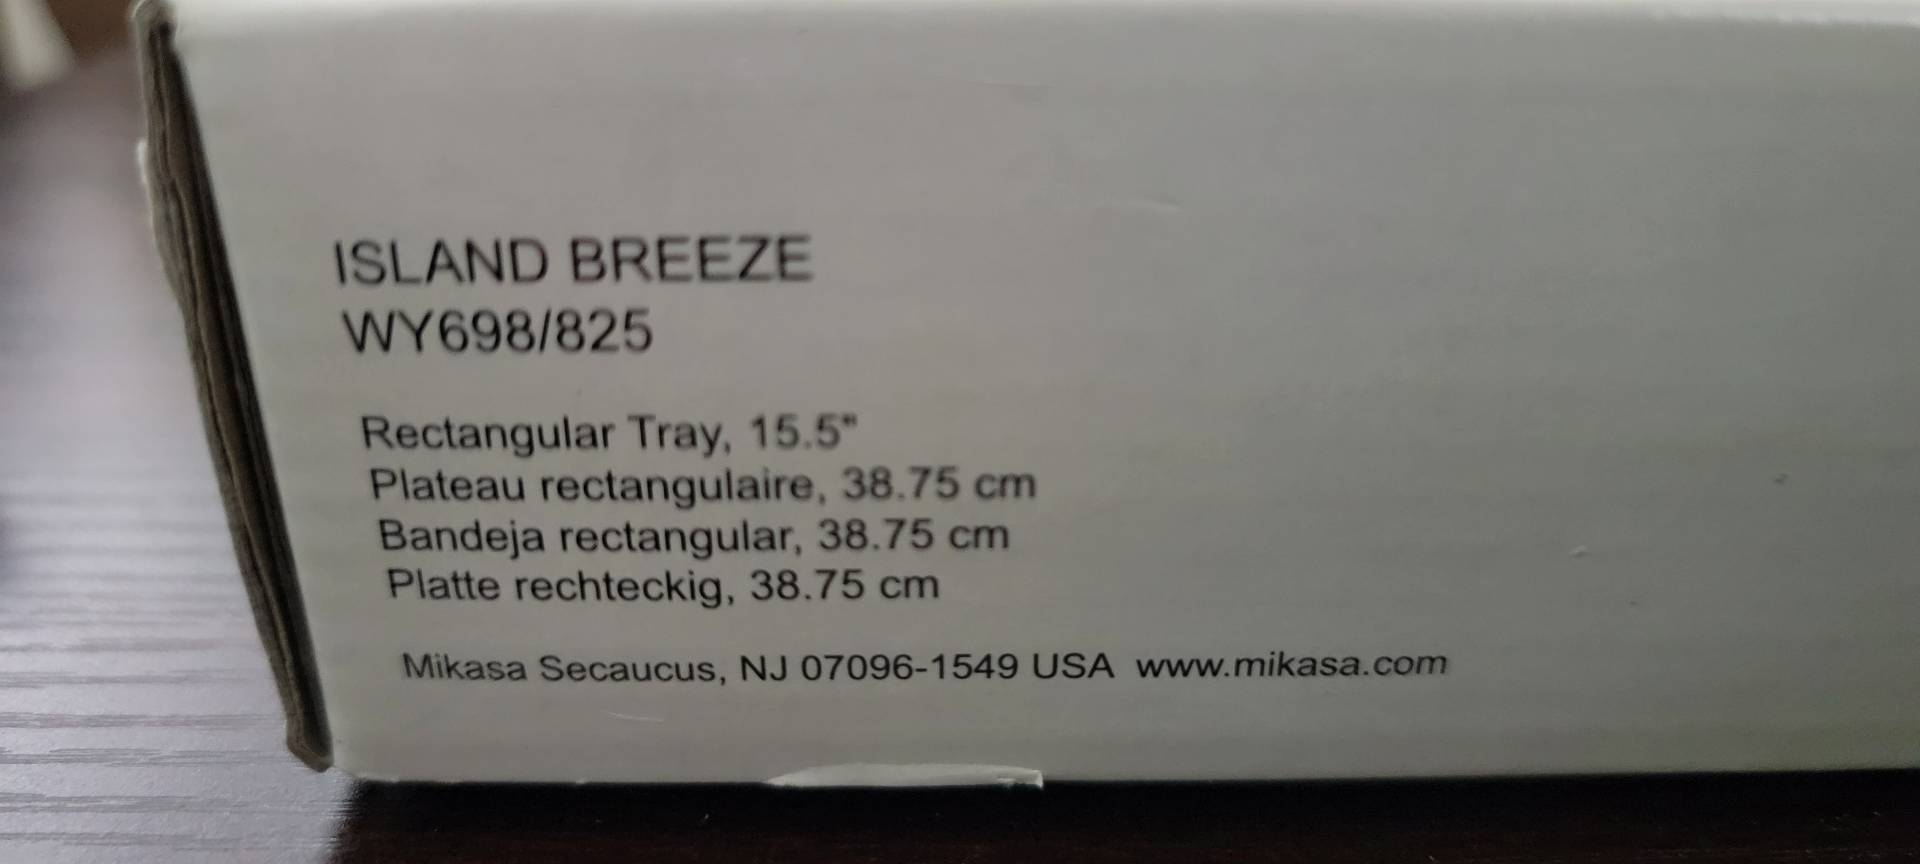 ISLAND BREEZE
WY698/825
Rectangular Tray, 15.5"
Plateau rectangulaire, 38.75 cm
Bandeja rectangular, 38.75 cm
Platte rechteckig, 38.75 cm
Mikasa Secaucus, NJ 07096-1549 USA www.mikasa.com